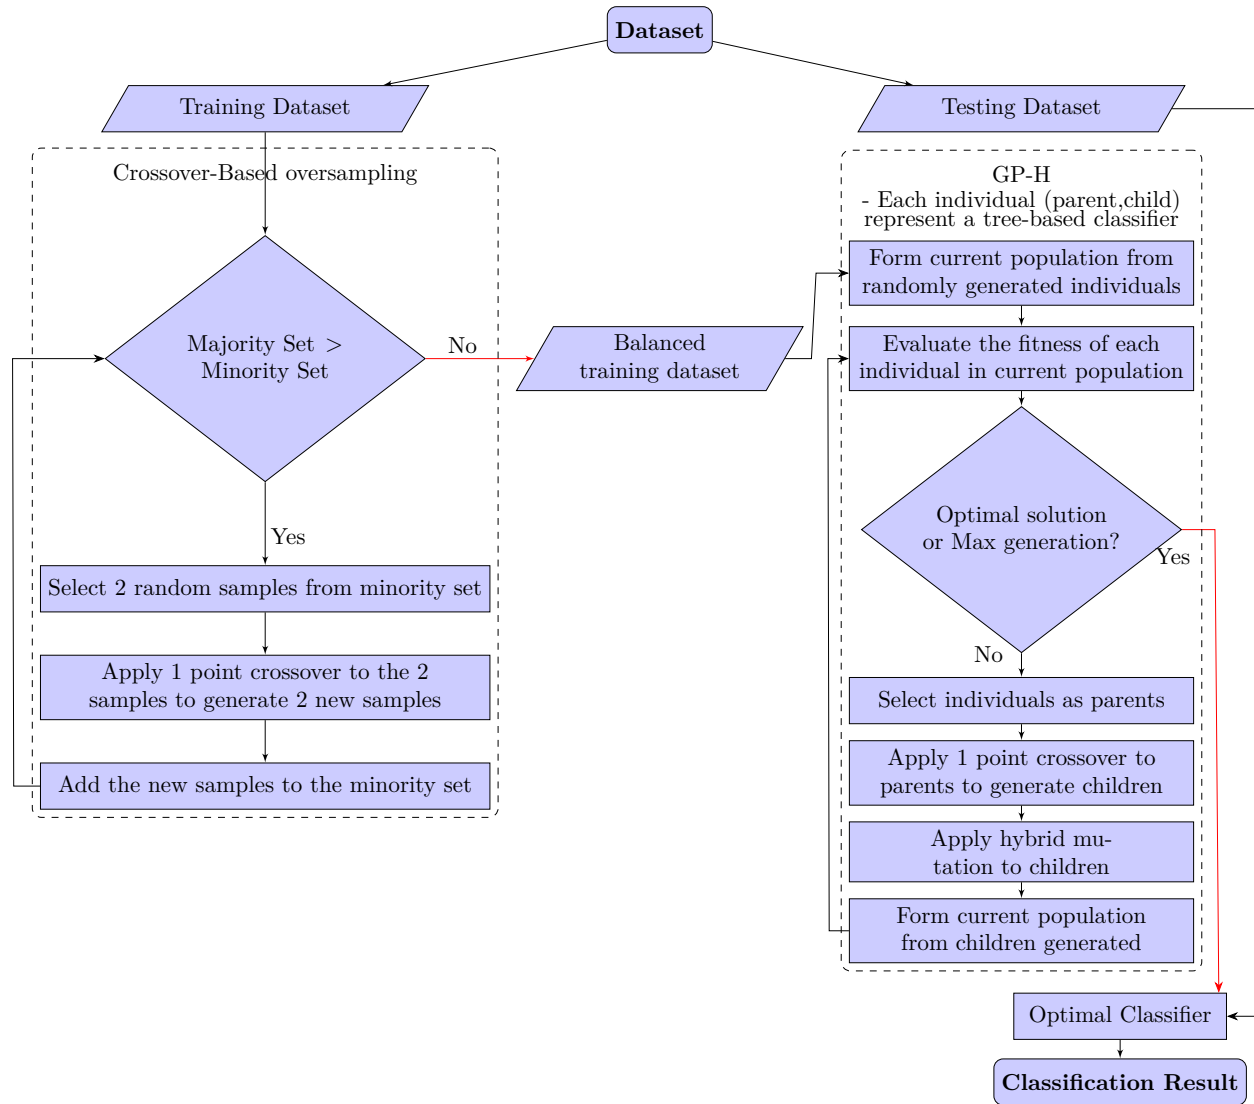 Dataset
Training Dataset
Testing Dataset
Crossover-Based oversampling
Majority Set >
Minority Set
No
Yes
Select 2 random samples from minority set
Apply 1 point crossover to the 2
samples to generate 2 new samples
Add the new samples to the minority set
Balanced
training dataset
GP-H
- Each individual (parent,child)
represent a tree-based classifier
Form current population from
randomly generated individuals
Evaluate the fitness of each
individual in current population
Optimal solution
or Max generation?
Yes
No
Select individuals as parents
Apply 1 point crossover to
parents to generate children
Apply hybrid mu-
tation to children
Form current population
from children generated
Optimal Classifier
Classification Result